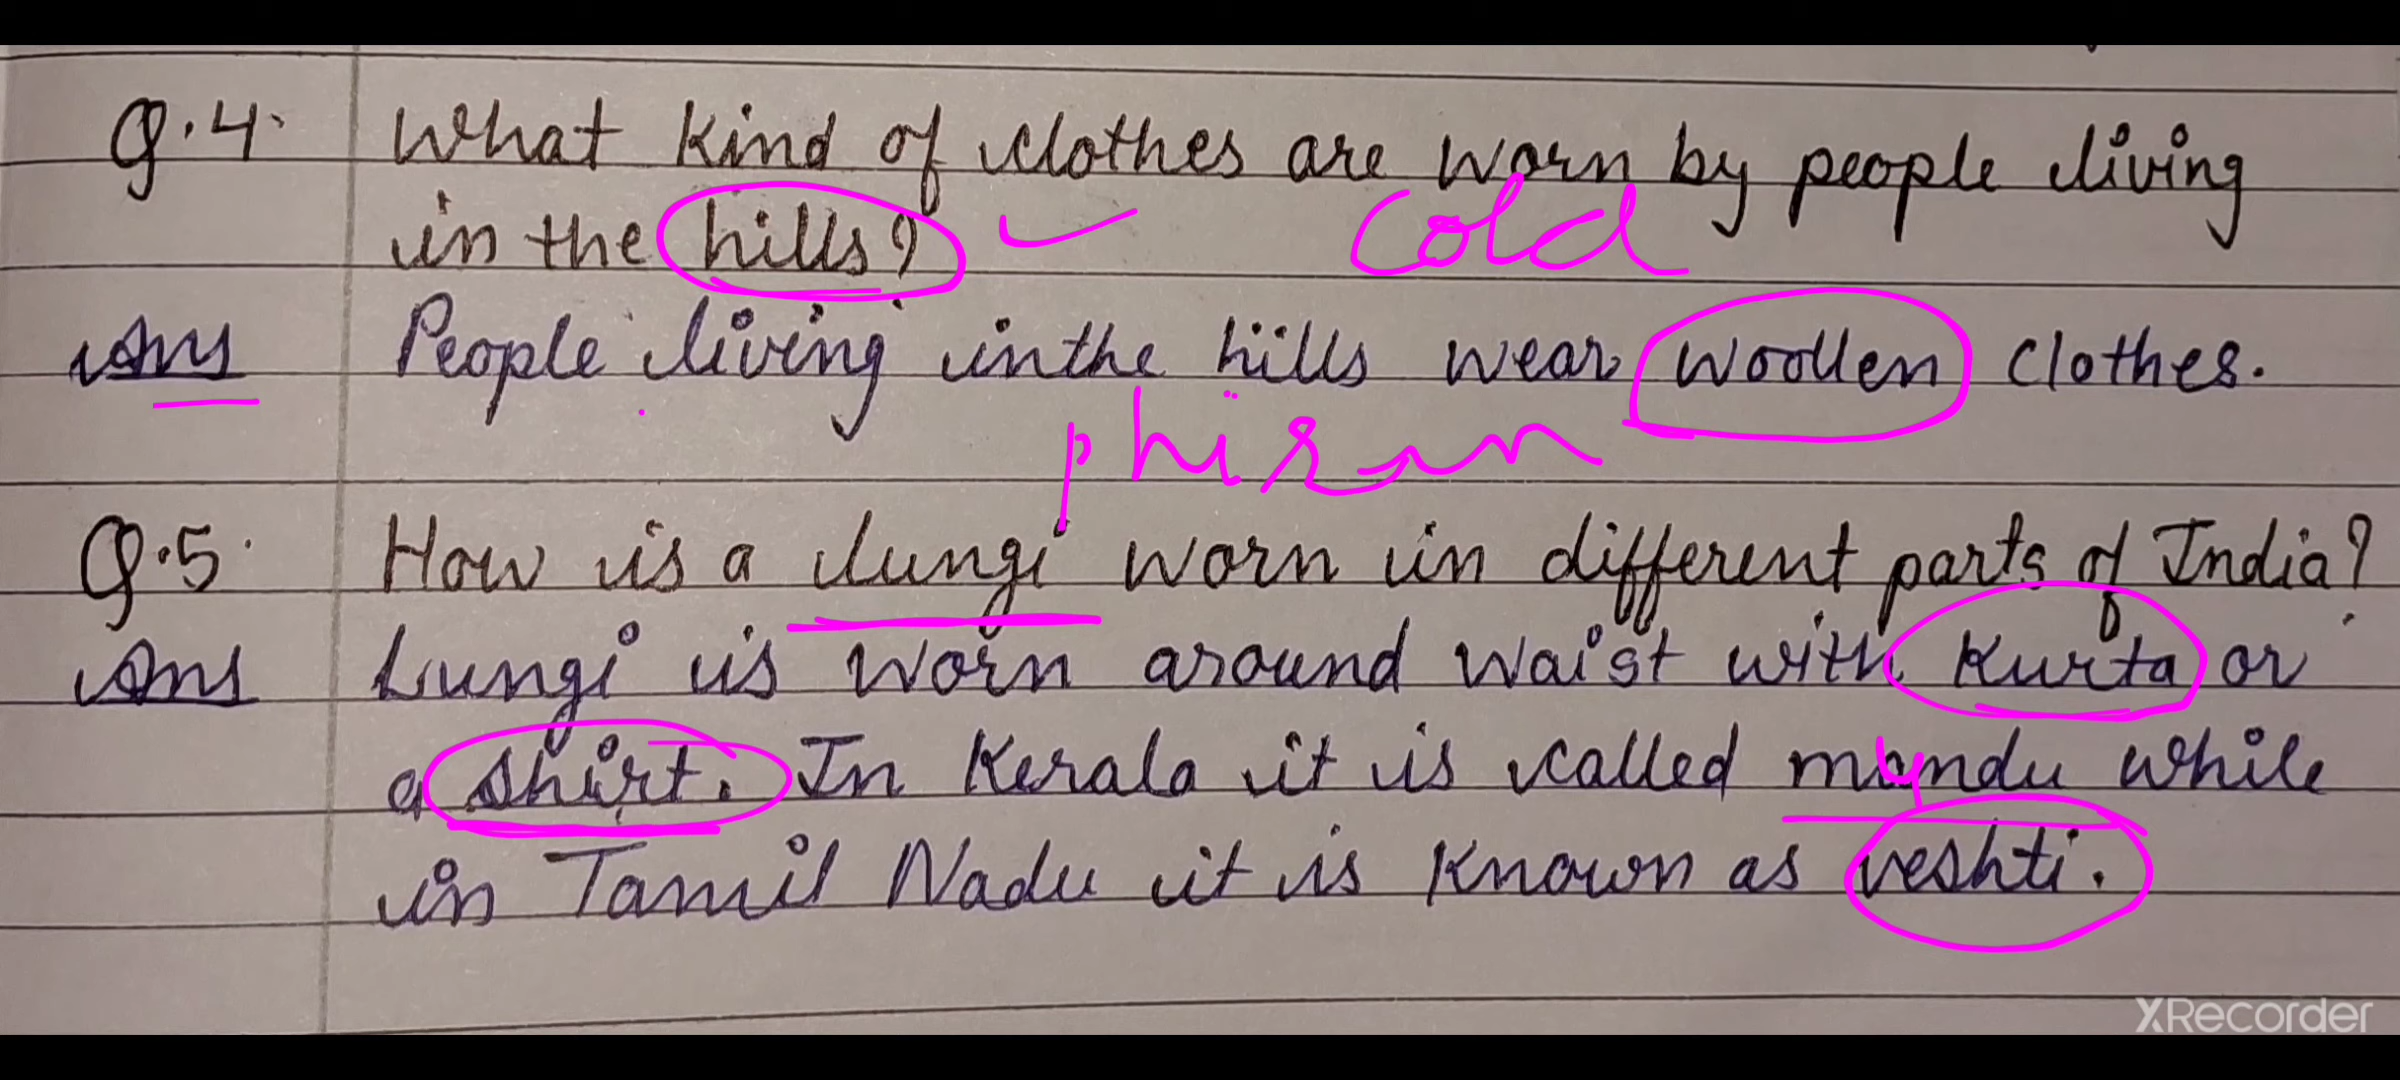 Q.4. What kind of clothes are worn by people living
in the hills?
cold
Ans People living in the hills wear woollen clothes.
phiran
Q.5. How is a lungi worn in different parts of India?
Ans Lungi is worn around waist with Kurta or
a shirt. In Kerala it is called mundu while
in Tamil Nadu it is known as veshti.
XRecorder